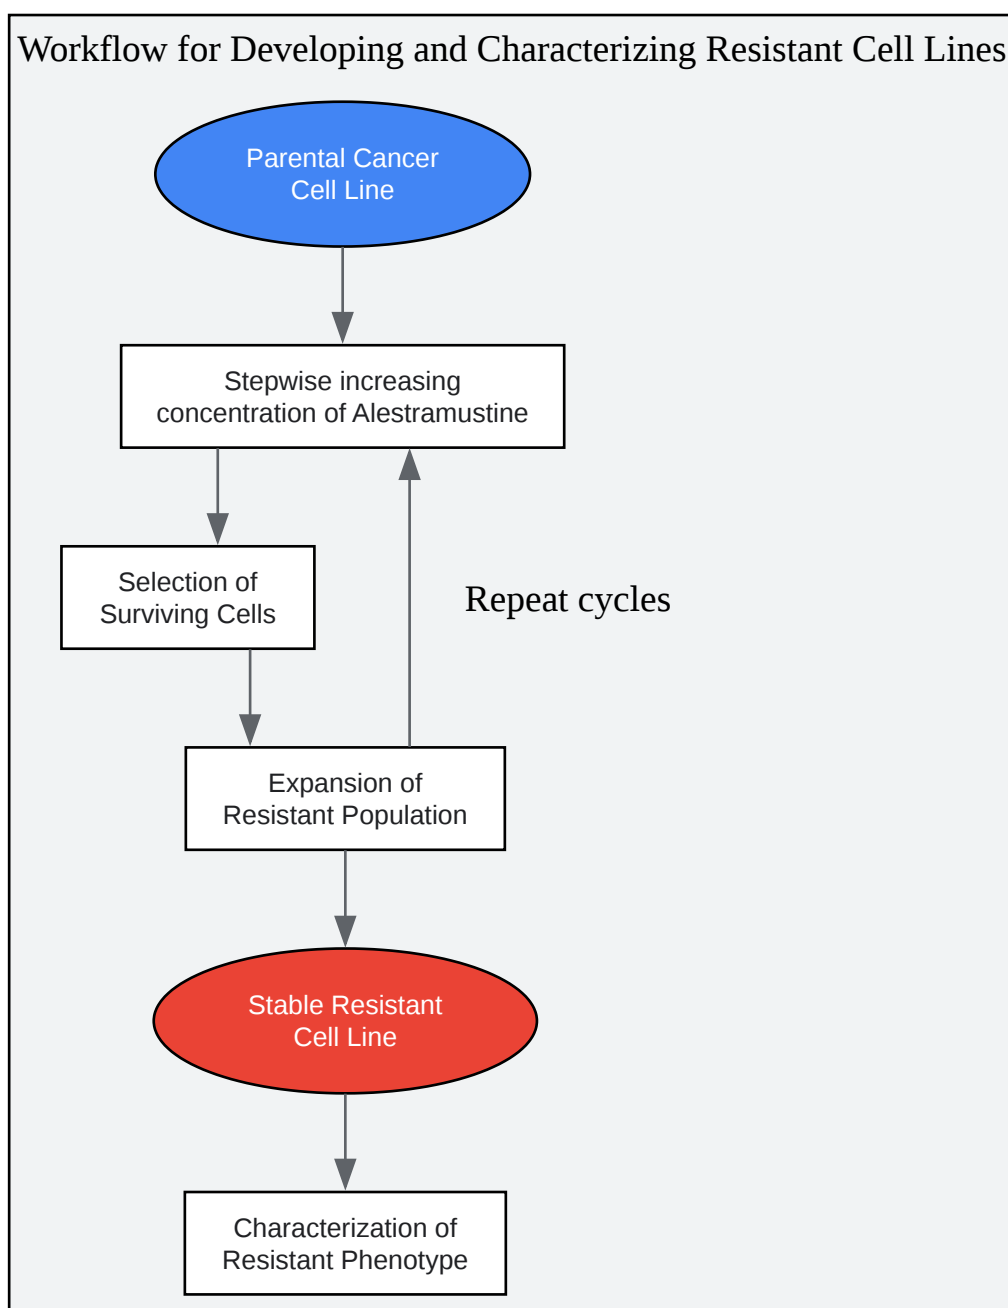 Workflow for Developing and Characterizing Resistant Cell Lines
Parental Cancer
Cell Line
Stepwise increasing
concentration of Alestramustine
Selection of
Surviving Cells
Repeat cycles
Expansion of
Resistant Population
Stable Resistant
Cell Line
Characterization of
Resistant Phenotype